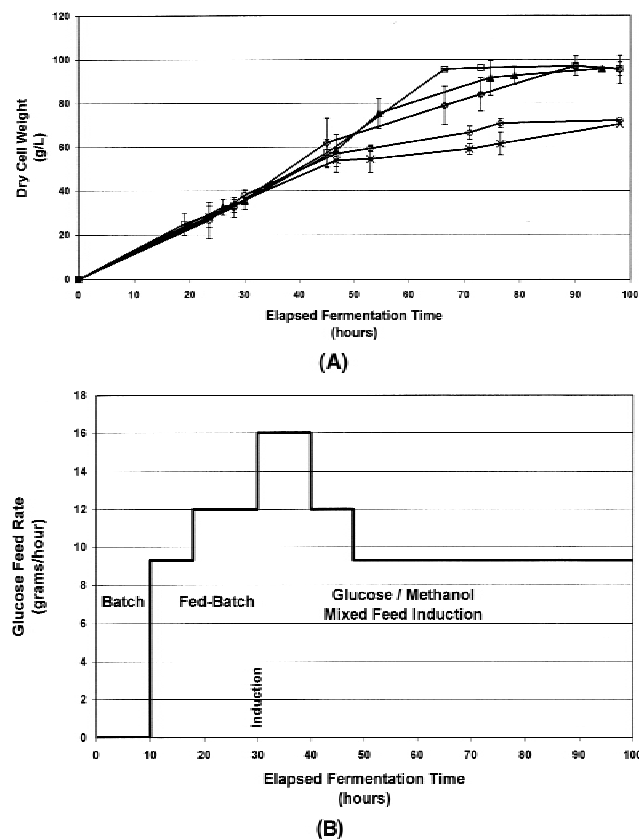 120
100
80
60
40
20
0
Dry Cell Weight
(g/L)
0 10 20 30 40 50 60 70 80 90 100
Elapsed Fermentation Time
(hours)
(A)
18
16
14
12
10
8
6
4
2
0
Glucose Feed Rate
(grams/hour)
Batch
Fed-Batch
Glucose / Methanol
Mixed Feed Induction
Induction
0 10 20 30 40 50 60 70 80 90 100
Elapsed Fermentation Time
(hours)
(B)